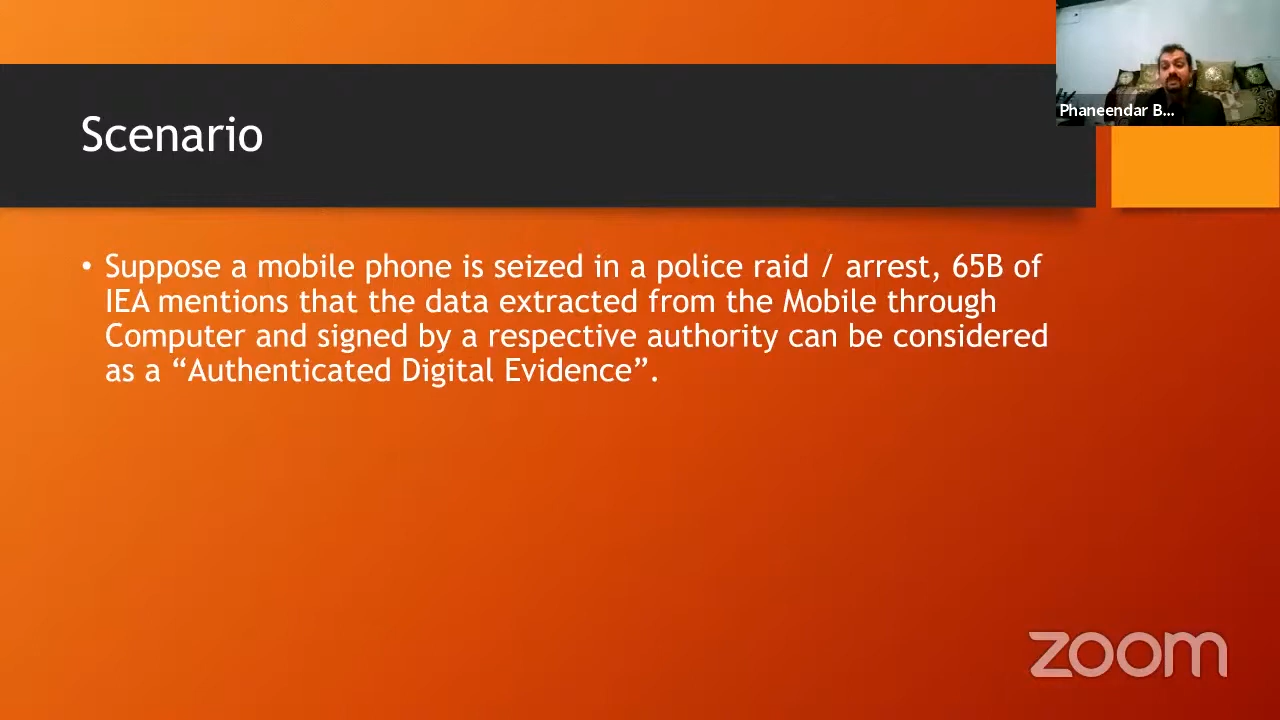 Phaneendar B...
Scenario
• Suppose a mobile phone is seized in a police raid / arrest, 65B of
IEA mentions that the data extracted from the Mobile through
Computer and signed by a respective authority can be considered
as a “Authenticated Digital Evidence”.
zoom